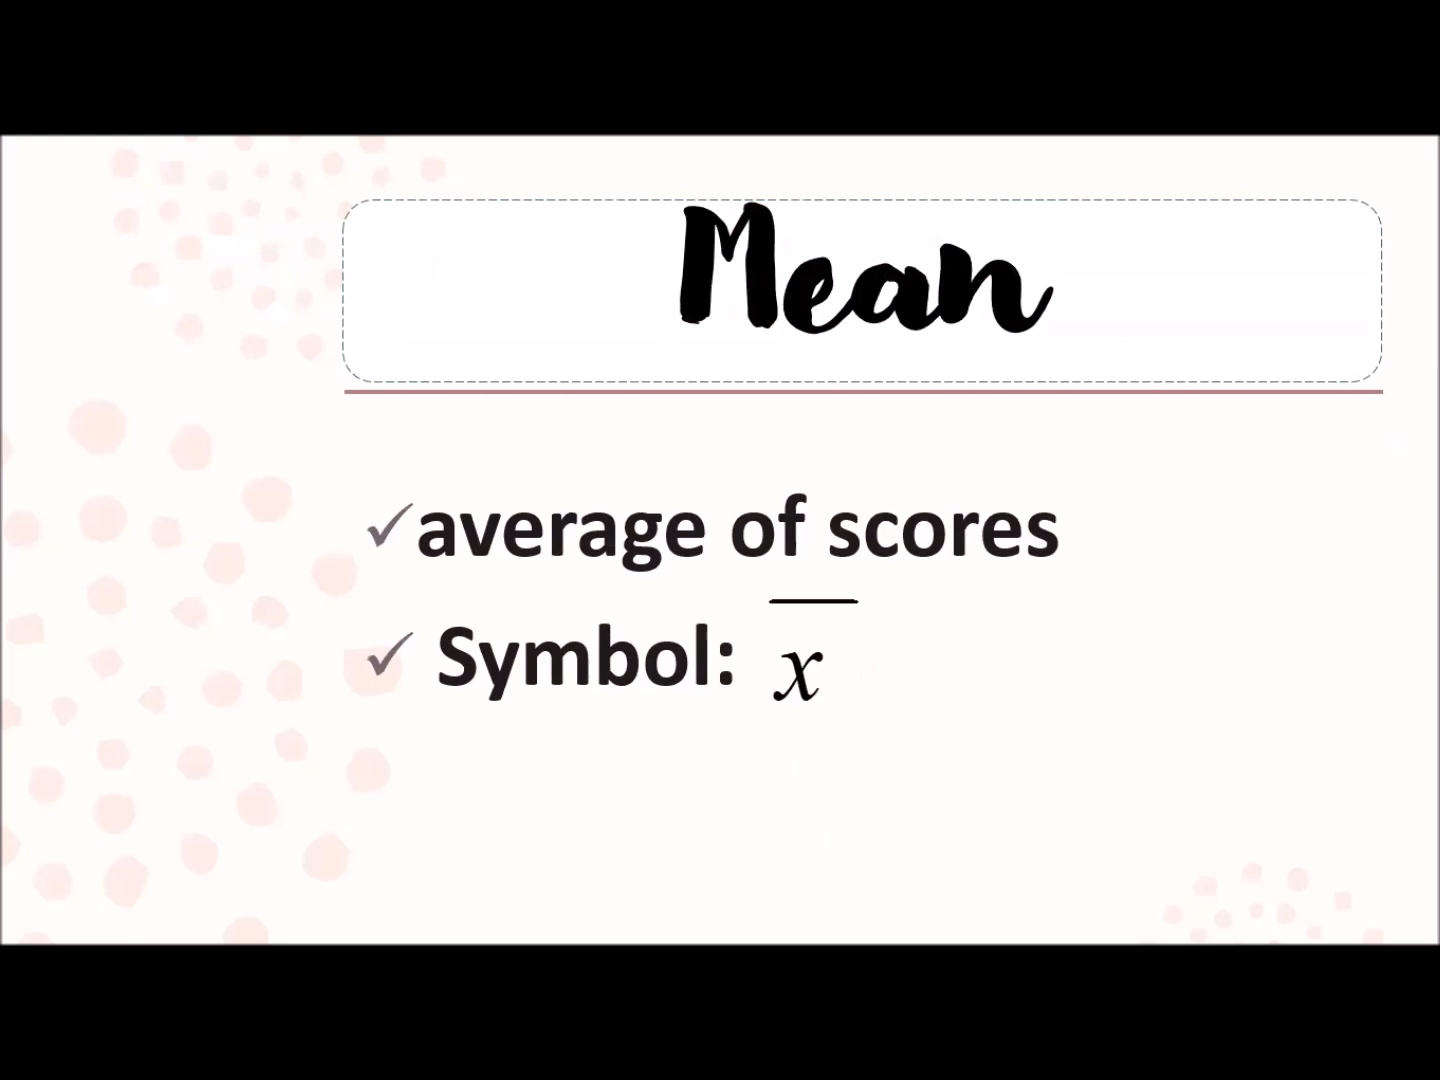 Mean
✓average of scores
✓ Symbol: x̅